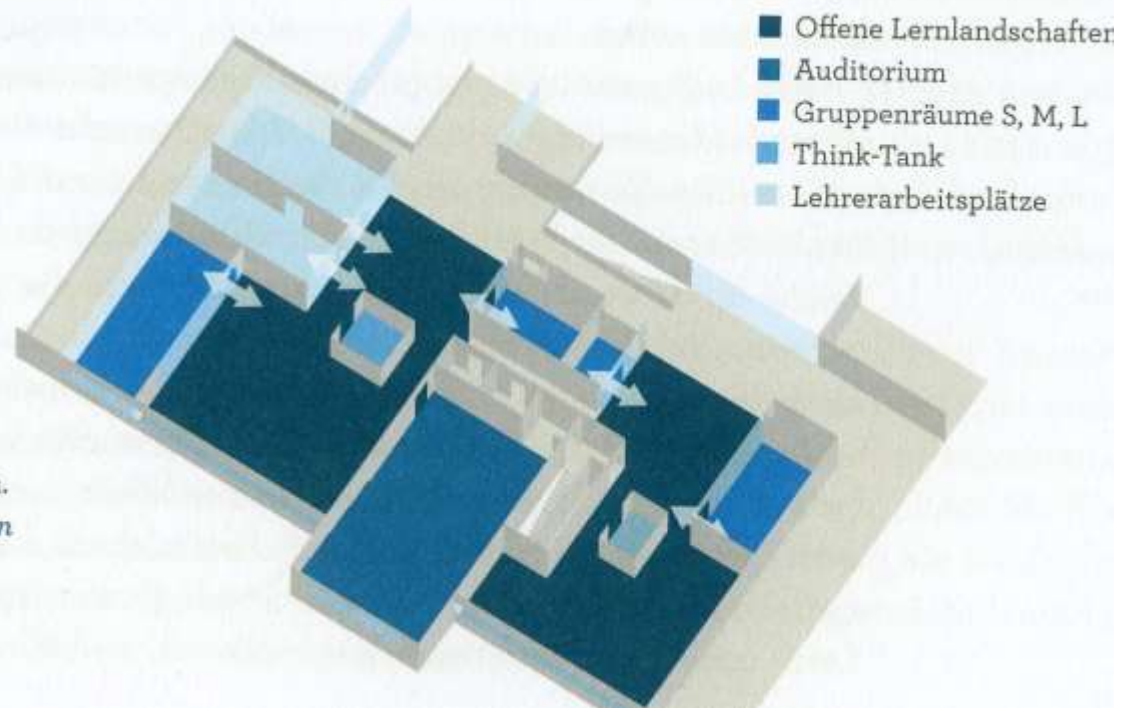 Offene Lernlandschaften
Auditorium
Gruppenräume S, M, L
Think-Tank
Lehrerarbeitsplätze